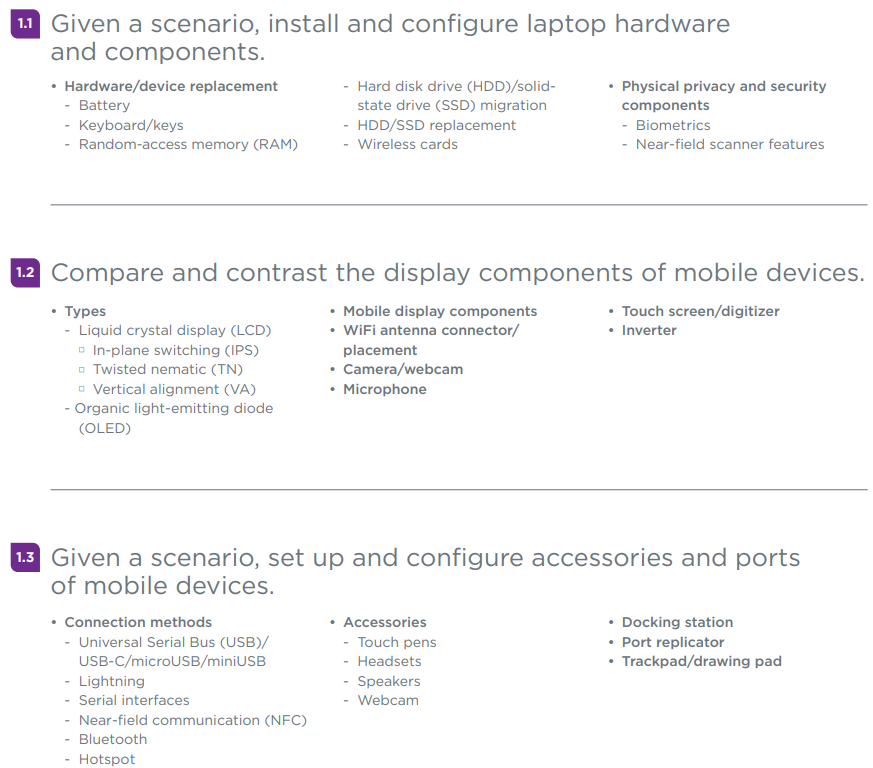 1.1
Given a scenario, install and configure laptop hardware
and components.
• Hardware/device replacement
- Battery
- Keyboard/keys
- Random-access memory (RAM)
- Hard disk drive (HDD)/solid-
state drive (SSD) migration
- HDD/SSD replacement
- Wireless cards
• Physical privacy and security
components
- Biometrics
- Near-field scanner features
1.2
Compare and contrast the display components of mobile devices.
• Types
- Liquid crystal display (LCD)
▫ In-plane switching (IPS)
▫ Twisted nematic (TN)
▫ Vertical alignment (VA)
- Organic light-emitting diode
(OLED)
• Mobile display components
• WiFi antenna connector/
placement
• Camera/webcam
• Microphone
• Touch screen/digitizer
• Inverter
1.3
Given a scenario, set up and configure accessories and ports
of mobile devices.
• Connection methods
- Universal Serial Bus (USB)/
USB-C/microUSB/miniUSB
- Lightning
- Serial interfaces
- Near-field communication (NFC)
- Bluetooth
- Hotspot
• Accessories
- Touch pens
- Headsets
- Speakers
- Webcam
• Docking station
• Port replicator
• Trackpad/drawing pad